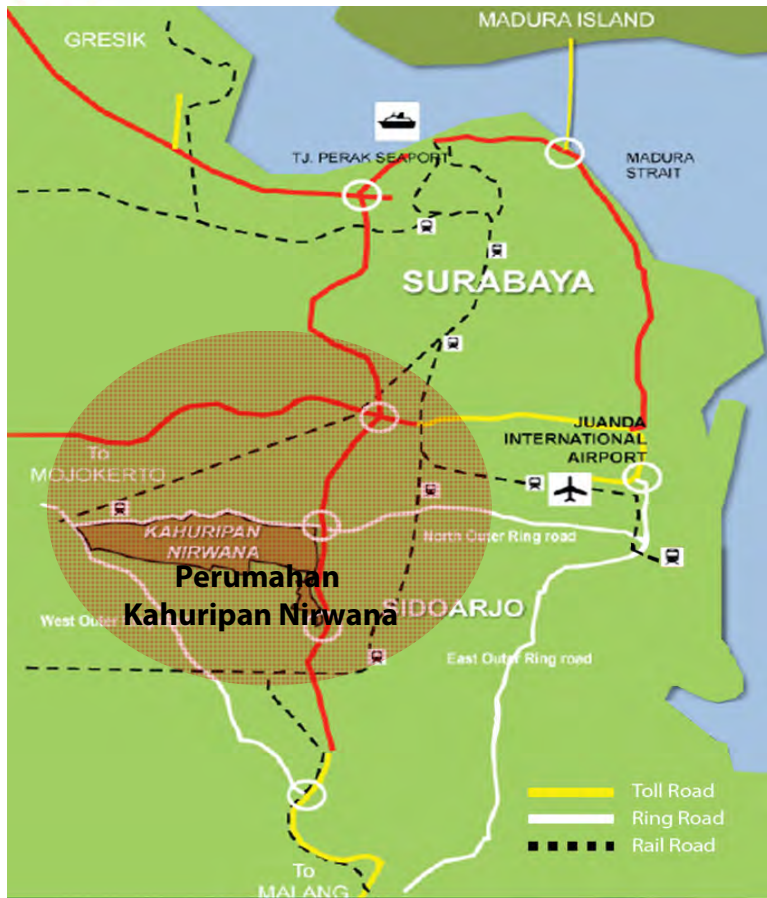 MADURA ISLAND
GRESIK
TJ. PERAK SEAPORT
MADURA
STRAIT
SURABAYA
JUANDA
INTERNATIONAL
AIRPORT
To
MOJOKERTO
KAHURIPAN
NIRWANA
North Outer Ring road
Perumahan
Kahuripan Nirwana
SIDOARJO
West Outer
East Outer Ring road
Toll Road
Ring Road
Rail Road
To
MALANG